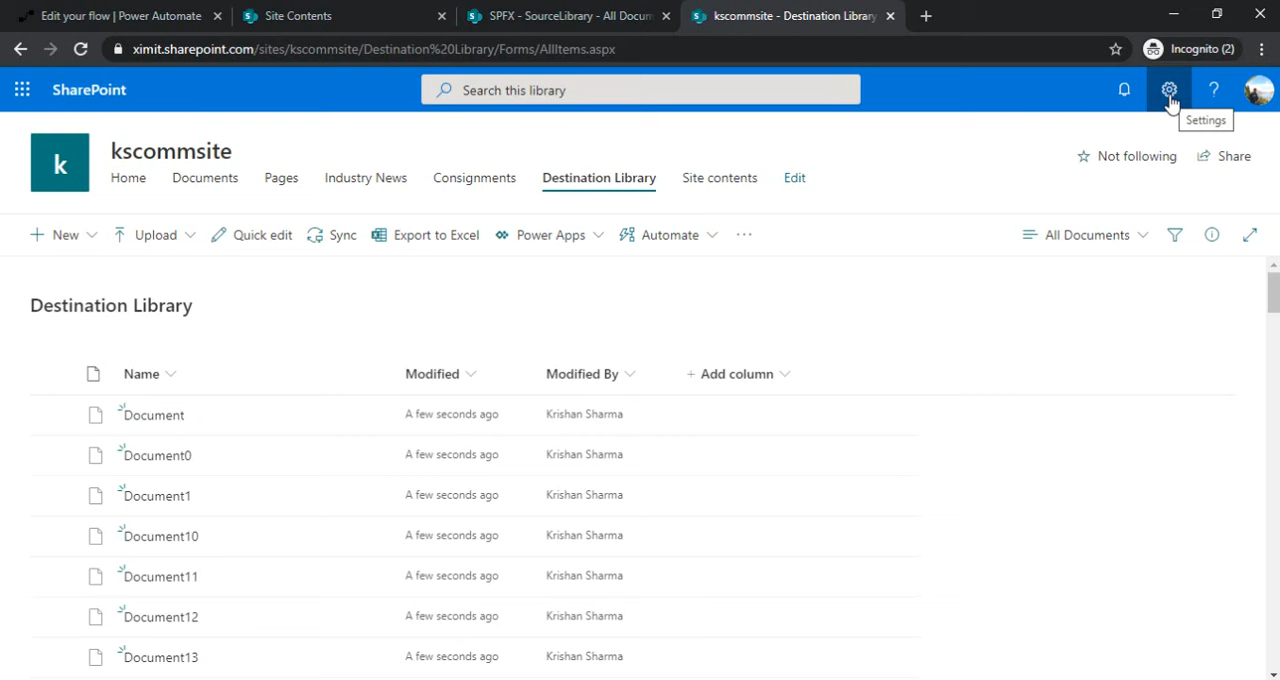 Edit your flow | Power Automate
Site Contents
SPFX - SourceLibrary - All Docum
kscommsite - Destination Library
ximit.sharepoint.com/sites/kscommsite/Destination%20Library/Forms/AllItems.aspx
Incognito (2)
SharePoint
Search this library
Settings
k
kscommsite
Not following
Share
Home
Documents
Pages
Industry News
Consignments
Destination Library
Site contents
Edit
New
Upload
Quick edit
Sync
Export to Excel
Power Apps
Automate
All Documents
Destination Library
Name
Modified
Modified By
+ Add column
Document
A few seconds ago
Krishan Sharma
Document0
A few seconds ago
Krishan Sharma
Document1
A few seconds ago
Krishan Sharma
Document10
A few seconds ago
Krishan Sharma
Document11
A few seconds ago
Krishan Sharma
Document12
A few seconds ago
Krishan Sharma
Document13
A few seconds ago
Krishan Sharma